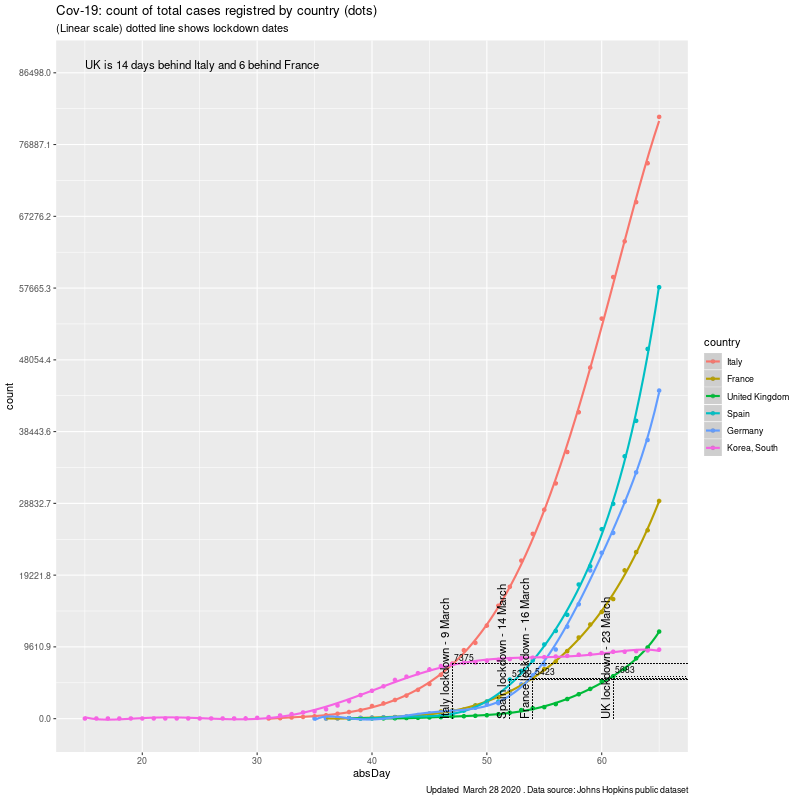 Cov-19: count of total cases registred by country (dots)
(Linear scale) dotted line shows lockdown dates
UK is 14 days behind Italy and 6 behind France
86498.0
76887.1
67276.2
57665.3
48054.4
38443.6
28832.7
19221.8
9610.9
0.0
count
Italy lockdown - 9 March
Spain lockdown - 14 March
France lockdown - 16 March
UK lockdown - 23 March
7375
5423
5683
20
30
40
50
60
absDay
country
Italy
France
United Kingdom
Spain
Germany
Korea, South
Updated March 28 2020 . Data source: Johns Hopkins public dataset